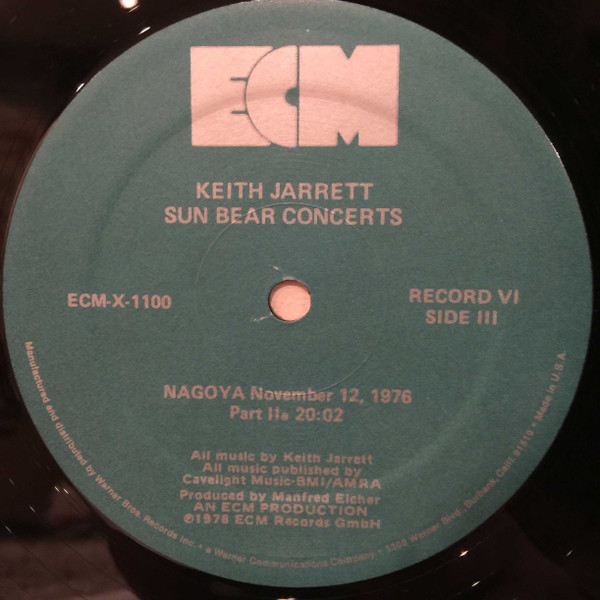 ECM
KEITH JARRETT
SUN BEAR CONCERTS
ECM-X-1100
RECORD VI
SIDE III
NAGOYA November 12, 1976
Part IIa 20:02
All music by Keith Jarrett
All music published by
Cavelight Music-BMI/AMRA
Produced by Manfred Eicher
AN ECM PRODUCTION
℗1978 ECM Records GmbH
Manufactured and distributed by Warner Bros. Records Inc. • a Warner Communications Company • 3300 Warner Blvd., Burbank, Calif. 91510 • Made in U.S.A.